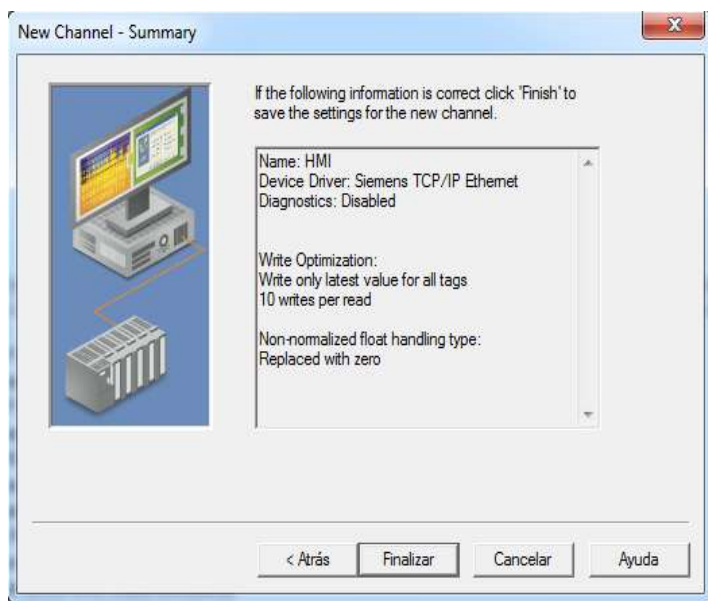 New Channel - Summary
If the following information is correct click 'Finish' to
save the settings for the new channel.
Name: HMI
Device Driver: Siemens TCP/IP Ethernet
Diagnostics: Disabled
Write Optimization:
Write only latest value for all tags
10 writes per read
Non-normalized float handling type:
Replaced with zero
< Atrás
Finalizar
Cancelar
Ayuda